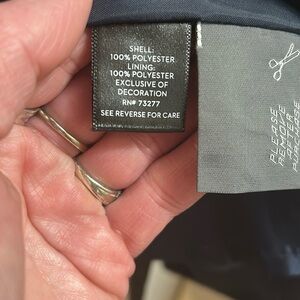 SHELL:
100% POLYESTER
LINING:
100% POLYESTER
EXCLUSIVE OF
DECORATION
RN# 73277
SEE REVERSE FOR CARE
PLEASE
REMOVE
AFTER
PURCHASE